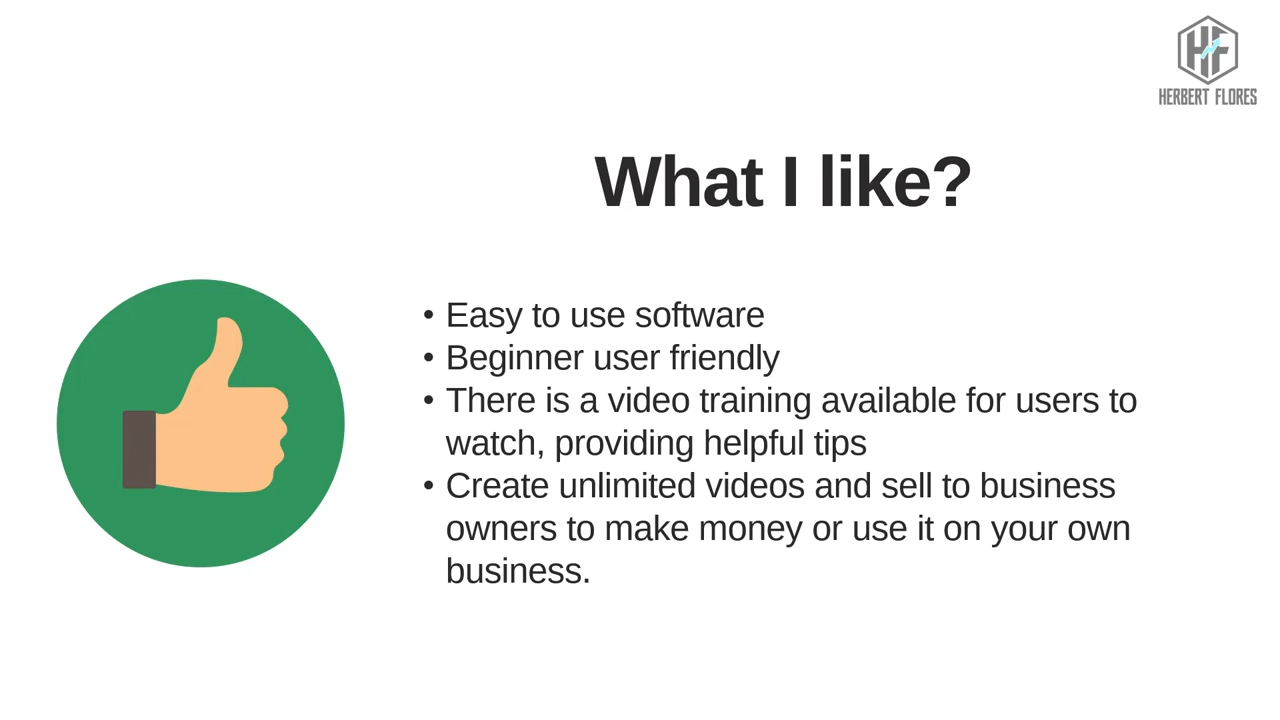 HF
HERBERT FLORES
What I like?
• Easy to use software
• Beginner user friendly
• There is a video training available for users to
watch, providing helpful tips
• Create unlimited videos and sell to business
owners to make money or use it on your own
business.